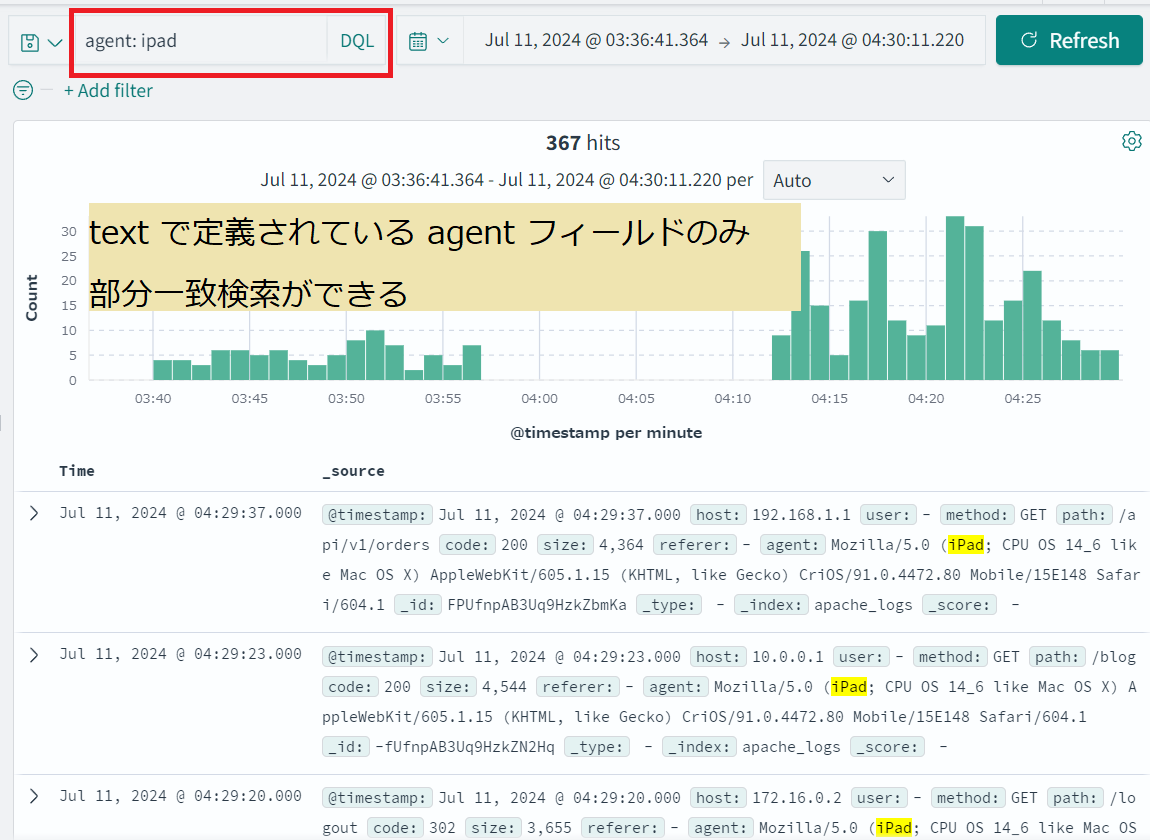 agent: ipad DQL Jul 11, 2024 @ 03:36:41.364 → Jul 11, 2024 @ 04:30:11.220 Refresh
+ Add filter
367 hits
Jul 11, 2024 @ 03:36:41.364 - Jul 11, 2024 @ 04:30:11.220 per Auto
text で定義されている agent フィールドのみ
部分一致検索ができる
Count
30
25
20
15
10
5
0
03:40 03:45 03:50 03:55 04:00 04:05 04:10 04:15 04:20 04:25
@timestamp per minute
Time _source
Jul 11, 2024 @ 04:29:37.000 @timestamp: Jul 11, 2024 @ 04:29:37.000 host: 192.168.1.1 user: - method: GET path: /a
pi/v1/orders code: 200 size: 4,364 referer: - agent: Mozilla/5.0 (iPad; CPU OS 14_6 lik
e Mac OS X) AppleWebKit/605.1.15 (KHTML, like Gecko) CriOS/91.0.4472.80 Mobile/15E148 Safar
i/604.1 _id: FPUfnpAB3Uq9HzkZbmKa _type: - _index: apache_logs _score: -
Jul 11, 2024 @ 04:29:23.000 @timestamp: Jul 11, 2024 @ 04:29:23.000 host: 10.0.0.1 user: - method: GET path: /blog
code: 200 size: 4,544 referer: - agent: Mozilla/5.0 (iPad; CPU OS 14_6 like Mac OS X) A
ppleWebKit/605.1.15 (KHTML, like Gecko) CriOS/91.0.4472.80 Mobile/15E148 Safari/604.1
_id: -fUfnpAB3Uq9HzkZN2Hq _type: - _index: apache_logs _score: -
Jul 11, 2024 @ 04:29:20.000 @timestamp: Jul 11, 2024 @ 04:29:20.000 host: 172.16.0.2 user: - method: GET path: /lo
gout code: 302 size: 3,655 referer: - agent: Mozilla/5.0 (iPad; CPU OS 14_6 like Mac OS